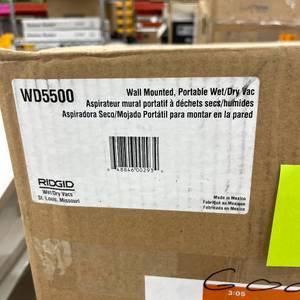 WD5500
Wall Mounted, Portable Wet/Dry Vac
Aspirateur mural portatif à déchets secs/humides
Aspiradora Seco/Mojado Portátil para montar en la pared
RIDGID
Wet/Dry Vacs
St. Louis, Missouri
Made in Mexico
Fabriqué au Mexique
Fabricado en Mexico
3:05